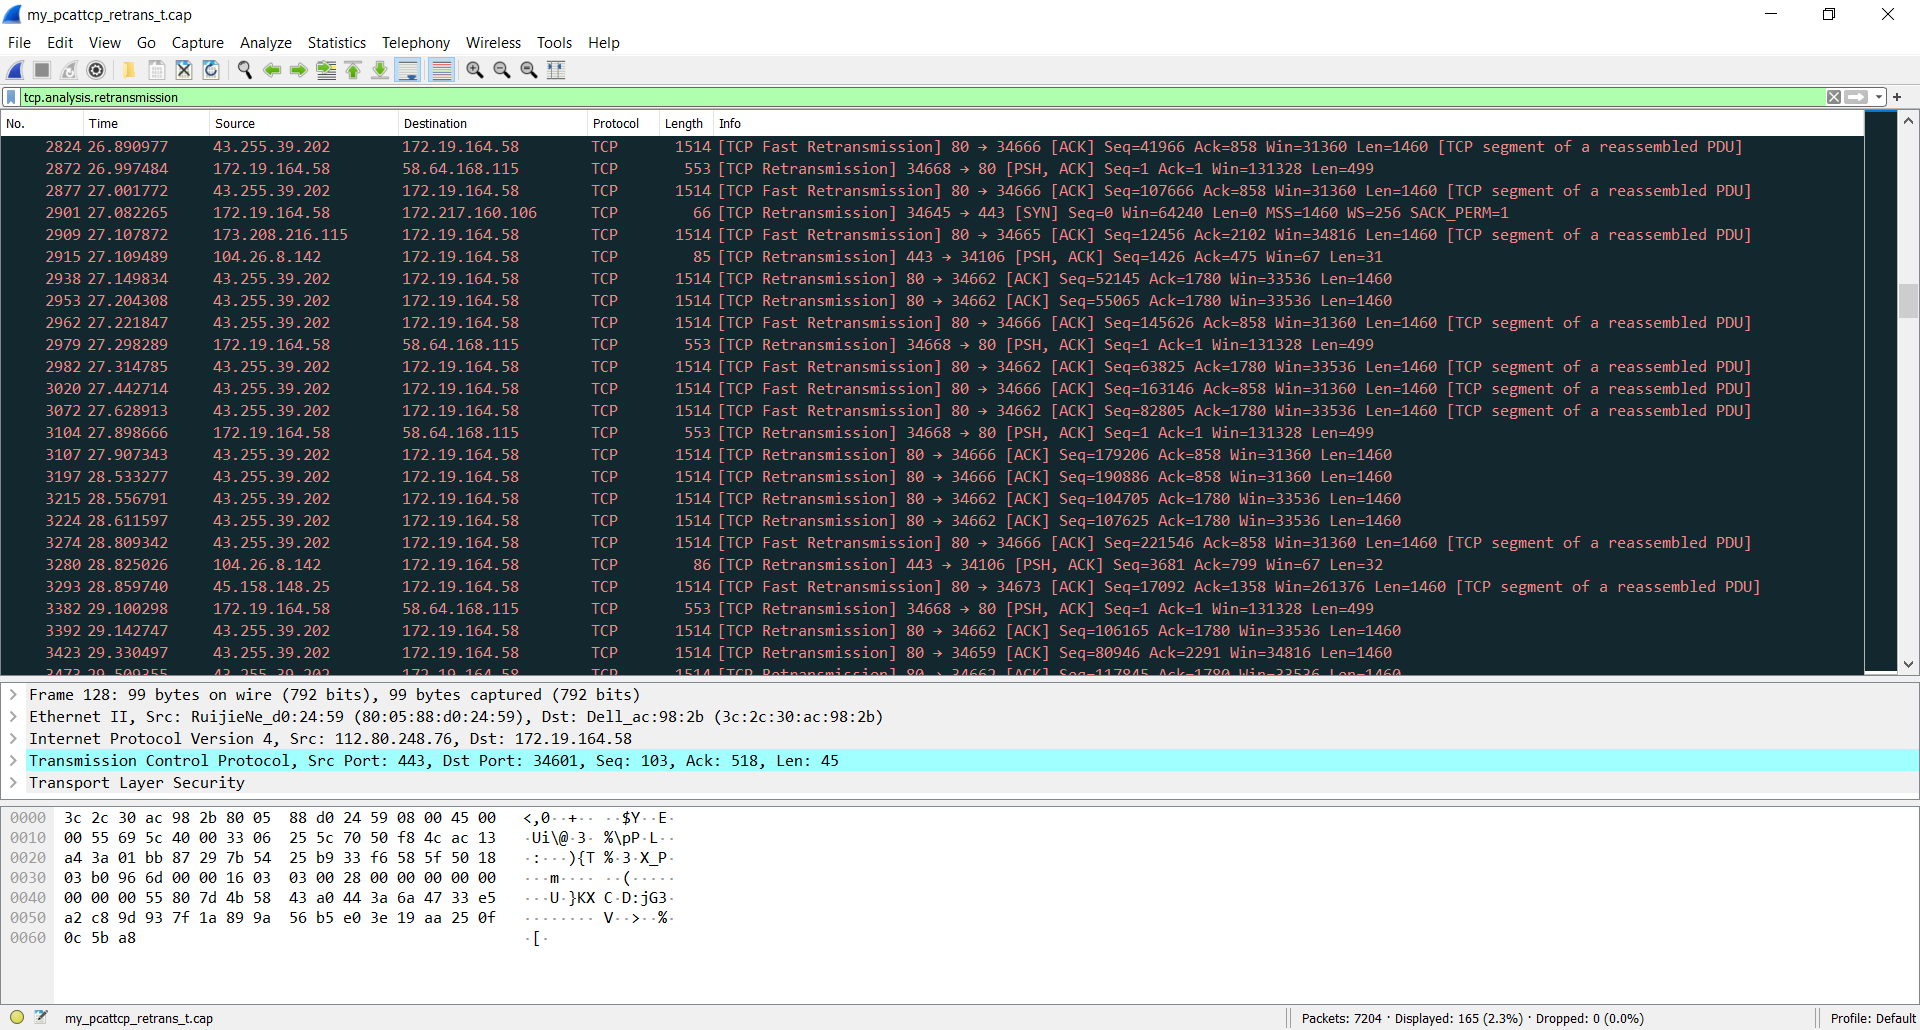 my_pcattcp_retrans_t.cap
File Edit View Go Capture Analyze Statistics Telephony Wireless Tools Help
tcp.analysis.retransmission
No. Time Source Destination Protocol Length Info
2824 26.890977 43.255.39.202 172.19.164.58 TCP 1514 [TCP Fast Retransmission] 80 → 34666 [ACK] Seq=41966 Ack=858 Win=31360 Len=1460 [TCP segment of a reassembled PDU]
2872 26.997484 172.19.164.58 58.64.168.115 TCP 553 [TCP Retransmission] 34668 → 80 [PSH, ACK] Seq=1 Ack=1 Win=131328 Len=499
2877 27.001772 43.255.39.202 172.19.164.58 TCP 1514 [TCP Fast Retransmission] 80 → 34666 [ACK] Seq=107666 Ack=858 Win=31360 Len=1460 [TCP segment of a reassembled PDU]
2901 27.082265 172.19.164.58 172.217.160.106 TCP 66 [TCP Retransmission] 34645 → 443 [SYN] Seq=0 Win=64240 Len=0 MSS=1460 WS=256 SACK_PERM=1
2909 27.107872 173.208.216.115 172.19.164.58 TCP 1514 [TCP Fast Retransmission] 80 → 34665 [ACK] Seq=12456 Ack=2102 Win=34816 Len=1460 [TCP segment of a reassembled PDU]
2915 27.109489 104.26.8.142 172.19.164.58 TCP 85 [TCP Retransmission] 443 → 34106 [PSH, ACK] Seq=1426 Ack=475 Win=67 Len=31
2938 27.149834 43.255.39.202 172.19.164.58 TCP 1514 [TCP Retransmission] 80 → 34662 [ACK] Seq=52145 Ack=1780 Win=33536 Len=1460
2953 27.204308 43.255.39.202 172.19.164.58 TCP 1514 [TCP Retransmission] 80 → 34662 [ACK] Seq=55065 Ack=1780 Win=33536 Len=1460
2962 27.221847 43.255.39.202 172.19.164.58 TCP 1514 [TCP Fast Retransmission] 80 → 34666 [ACK] Seq=145626 Ack=858 Win=31360 Len=1460 [TCP segment of a reassembled PDU]
2979 27.298289 172.19.164.58 58.64.168.115 TCP 553 [TCP Retransmission] 34668 → 80 [PSH, ACK] Seq=1 Ack=1 Win=131328 Len=499
2982 27.314785 43.255.39.202 172.19.164.58 TCP 1514 [TCP Fast Retransmission] 80 → 34662 [ACK] Seq=63825 Ack=1780 Win=33536 Len=1460 [TCP segment of a reassembled PDU]
3020 27.442714 43.255.39.202 172.19.164.58 TCP 1514 [TCP Fast Retransmission] 80 → 34666 [ACK] Seq=163146 Ack=858 Win=31360 Len=1460 [TCP segment of a reassembled PDU]
3072 27.628913 43.255.39.202 172.19.164.58 TCP 1514 [TCP Fast Retransmission] 80 → 34662 [ACK] Seq=82805 Ack=1780 Win=33536 Len=1460 [TCP segment of a reassembled PDU]
3104 27.898666 172.19.164.58 58.64.168.115 TCP 553 [TCP Retransmission] 34668 → 80 [PSH, ACK] Seq=1 Ack=1 Win=131328 Len=499
3107 27.907343 43.255.39.202 172.19.164.58 TCP 1514 [TCP Retransmission] 80 → 34666 [ACK] Seq=179206 Ack=858 Win=31360 Len=1460
3197 28.533277 43.255.39.202 172.19.164.58 TCP 1514 [TCP Retransmission] 80 → 34666 [ACK] Seq=190886 Ack=858 Win=31360 Len=1460
3215 28.556791 43.255.39.202 172.19.164.58 TCP 1514 [TCP Retransmission] 80 → 34662 [ACK] Seq=104705 Ack=1780 Win=33536 Len=1460
3224 28.611597 43.255.39.202 172.19.164.58 TCP 1514 [TCP Retransmission] 80 → 34662 [ACK] Seq=107625 Ack=1780 Win=33536 Len=1460
3274 28.809342 43.255.39.202 172.19.164.58 TCP 1514 [TCP Fast Retransmission] 80 → 34666 [ACK] Seq=221546 Ack=858 Win=31360 Len=1460 [TCP segment of a reassembled PDU]
3280 28.825026 104.26.8.142 172.19.164.58 TCP 86 [TCP Retransmission] 443 → 34106 [PSH, ACK] Seq=3681 Ack=799 Win=67 Len=32
3293 28.859740 45.158.148.25 172.19.164.58 TCP 1514 [TCP Fast Retransmission] 80 → 34673 [ACK] Seq=17092 Ack=1358 Win=261376 Len=1460 [TCP segment of a reassembled PDU]
3382 29.100298 172.19.164.58 58.64.168.115 TCP 553 [TCP Retransmission] 34668 → 80 [PSH, ACK] Seq=1 Ack=1 Win=131328 Len=499
3392 29.142747 43.255.39.202 172.19.164.58 TCP 1514 [TCP Retransmission] 80 → 34662 [ACK] Seq=106165 Ack=1780 Win=33536 Len=1460
3423 29.330497 43.255.39.202 172.19.164.58 TCP 1514 [TCP Retransmission] 80 → 34659 [ACK] Seq=80946 Ack=2291 Win=34816 Len=1460
3473 29.509355 43.255.39.202 172.19.164.58 TCP 1514 [TCP Retransmission] 80 → 34662 [ACK] Seq=117845 Ack=1780 Win=33536 Len=1460
Frame 128: 99 bytes on wire (792 bits), 99 bytes captured (792 bits)
Ethernet II, Src: RuijieNe_d0:24:59 (80:05:88:d0:24:59), Dst: Dell_ac:98:2b (3c:2c:30:ac:98:2b)
Internet Protocol Version 4, Src: 112.80.248.76, Dst: 172.19.164.58
Transmission Control Protocol, Src Port: 443, Dst Port: 34601, Seq: 103, Ack: 518, Len: 45
Transport Layer Security
0000 3c 2c 30 ac 98 2b 80 05 88 d0 24 59 08 00 45 00 <,0··+·· ··$Y··E·
0010 00 55 69 5c 40 00 33 06 25 5c 70 50 f8 4c ac 13 ·Ui\@·3· %\pP·L··
0020 a4 3a 01 bb 87 29 7b 54 25 b9 33 f6 58 5f 50 18 ·:···){T %·3·X_P·
0030 03 b0 96 6d 00 00 16 03 03 00 28 00 00 00 00 00 ···m···· ··(·····
0040 00 00 00 55 80 7d 4b 58 43 a0 44 3a 6a 47 33 e5 ···U·}KX C·D:jG3·
0050 a2 c8 9d 93 7f 1a 89 9a 56 b5 e0 3e 19 aa 25 0f ········ V··>··%·
0060 0c 5b a8 ·[·
my_pcattcp_retrans_t.cap Packets: 7204 · Displayed: 165 (2.3%) · Dropped: 0 (0.0%) Profile: Default